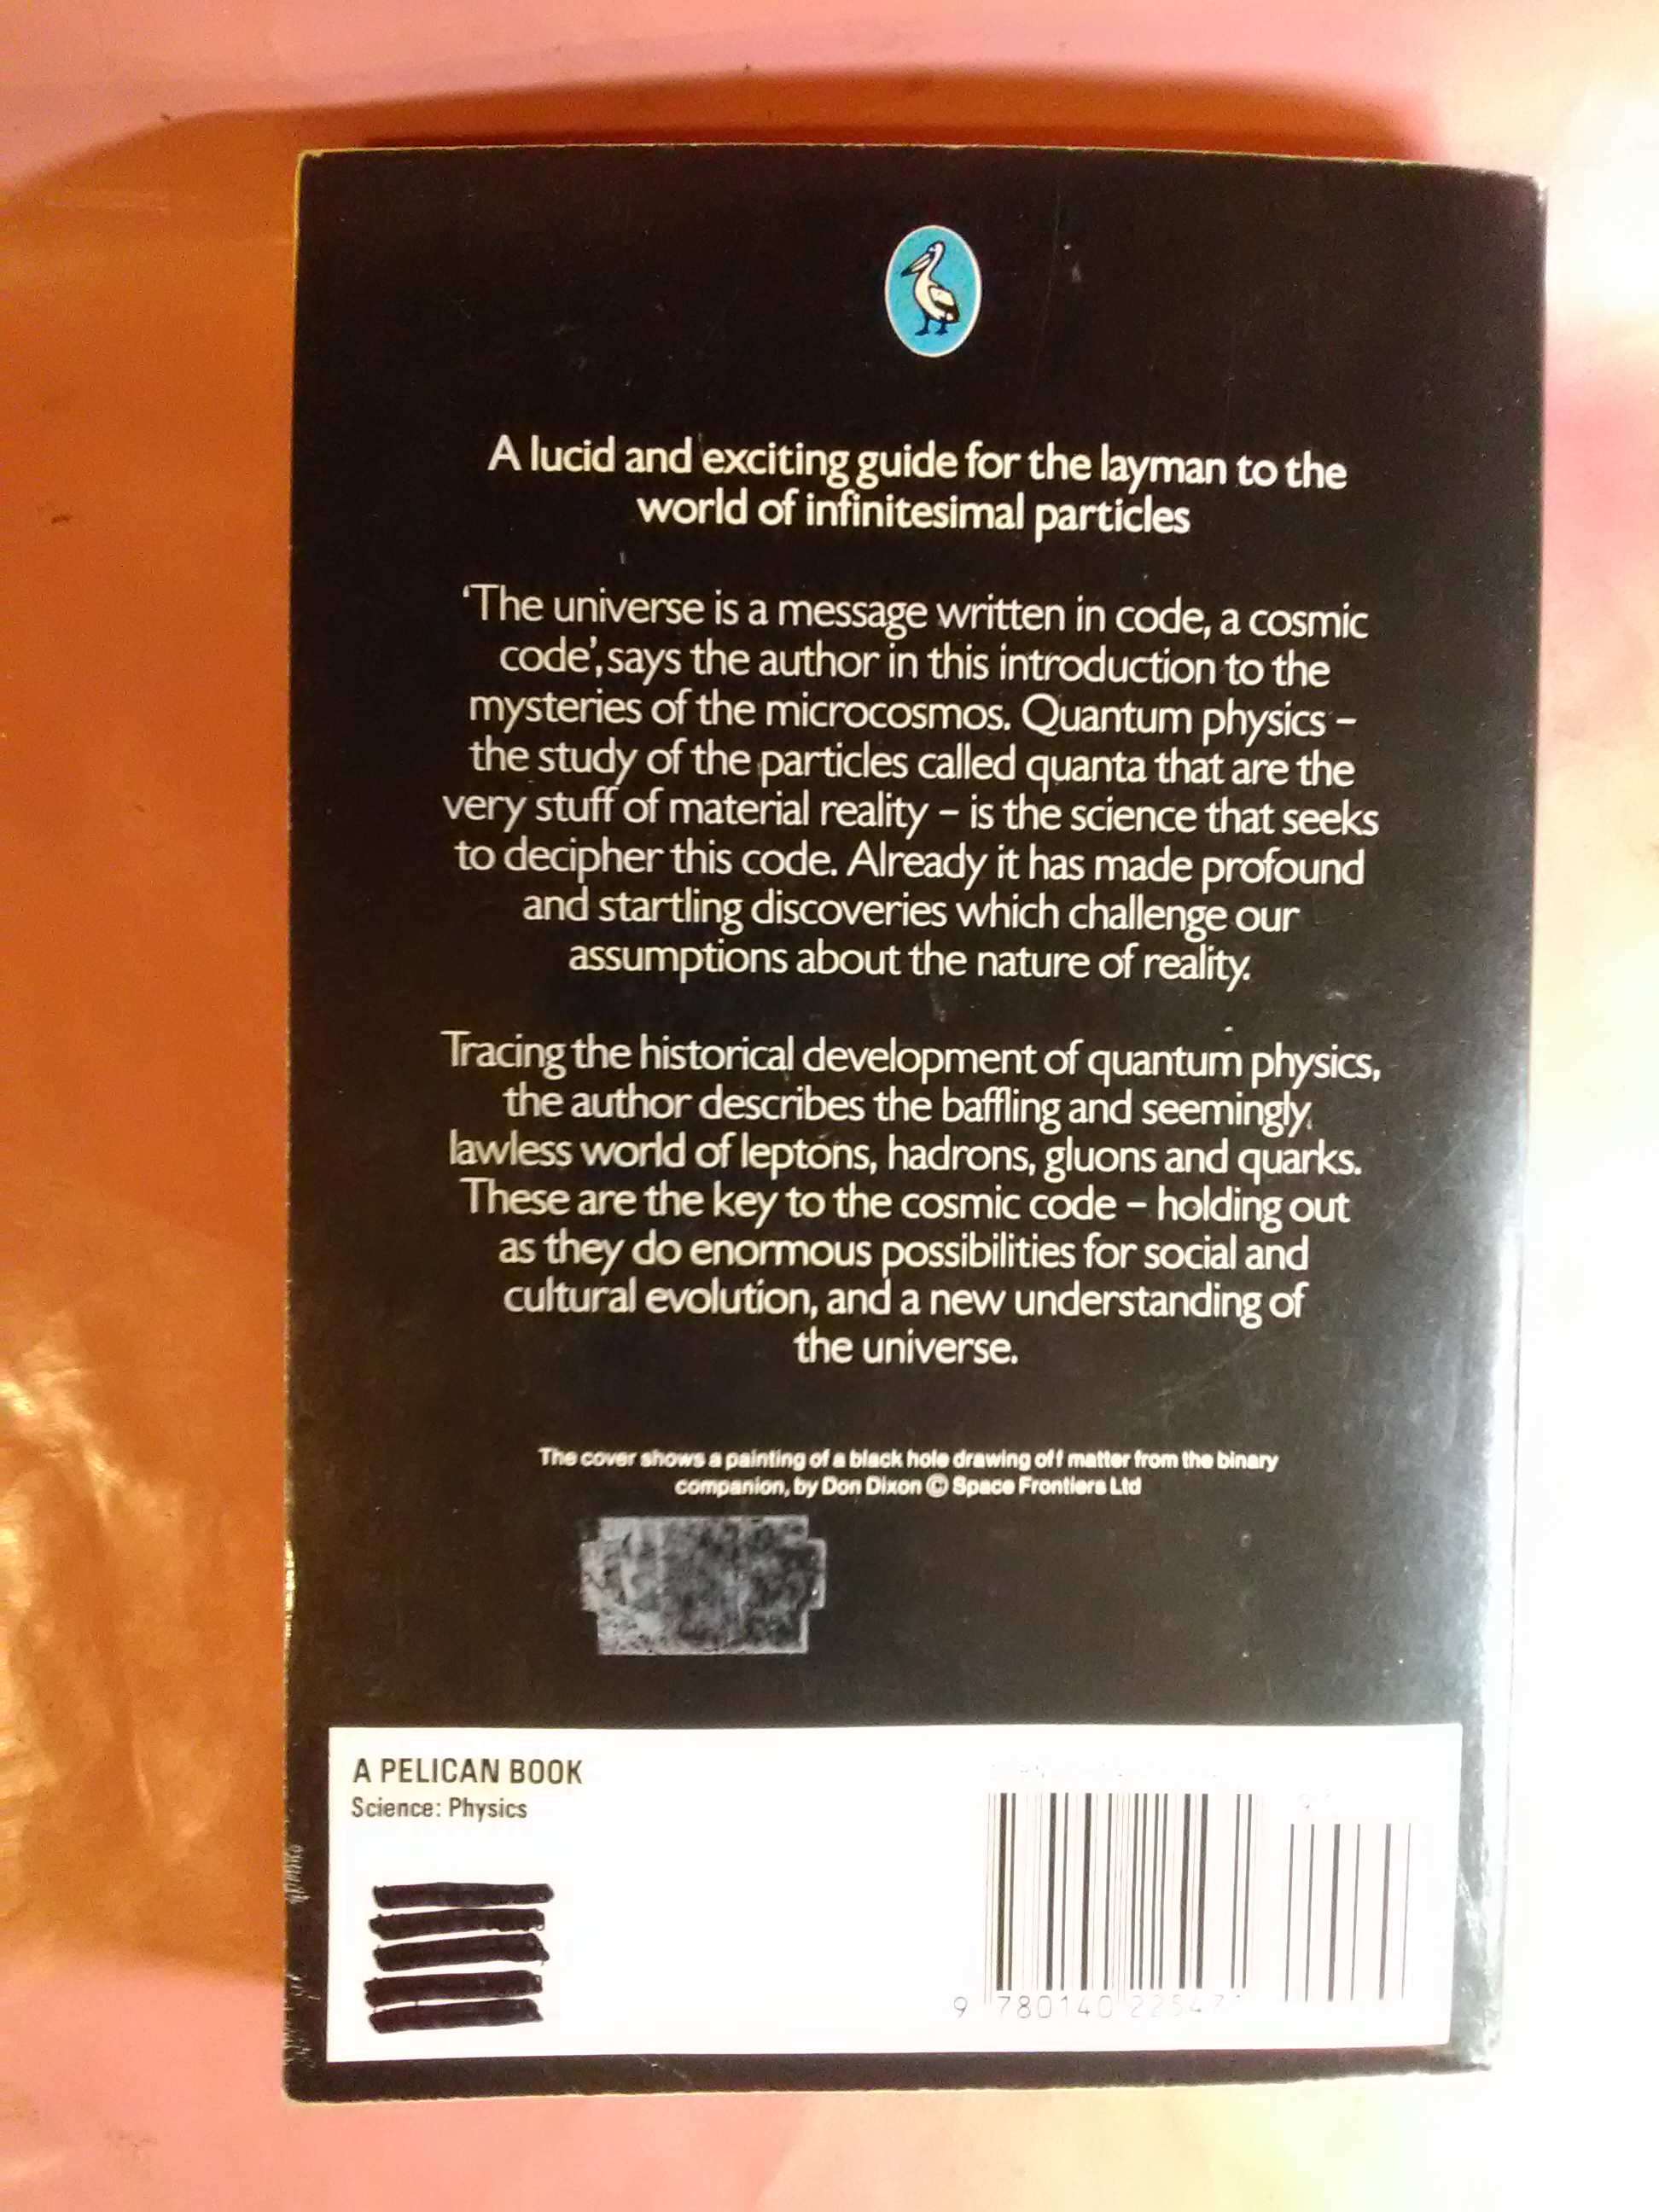 A lucid and exciting guide for the layman to the
world of infinitesimal particles
‘The universe is a message written in code, a cosmic
code’, says the author in this introduction to the
mysteries of the microcosmos. Quantum physics –
the study of the particles called quanta that are the
very stuff of material reality – is the science that seeks
to decipher this code. Already it has made profound
and startling discoveries which challenge our
assumptions about the nature of reality.
Tracing the historical development of quantum physics,
the author describes the baffling and seemingly
lawless world of leptons, hadrons, gluons and quarks.
These are the key to the cosmic code – holding out
as they do enormous possibilities for social and
cultural evolution, and a new understanding of
the universe.
The cover shows a painting of a black hole drawing off matter from the binary
companion, by Don Dixon © Space Frontiers Ltd
A PELICAN BOOK
Science: Physics
9 780140